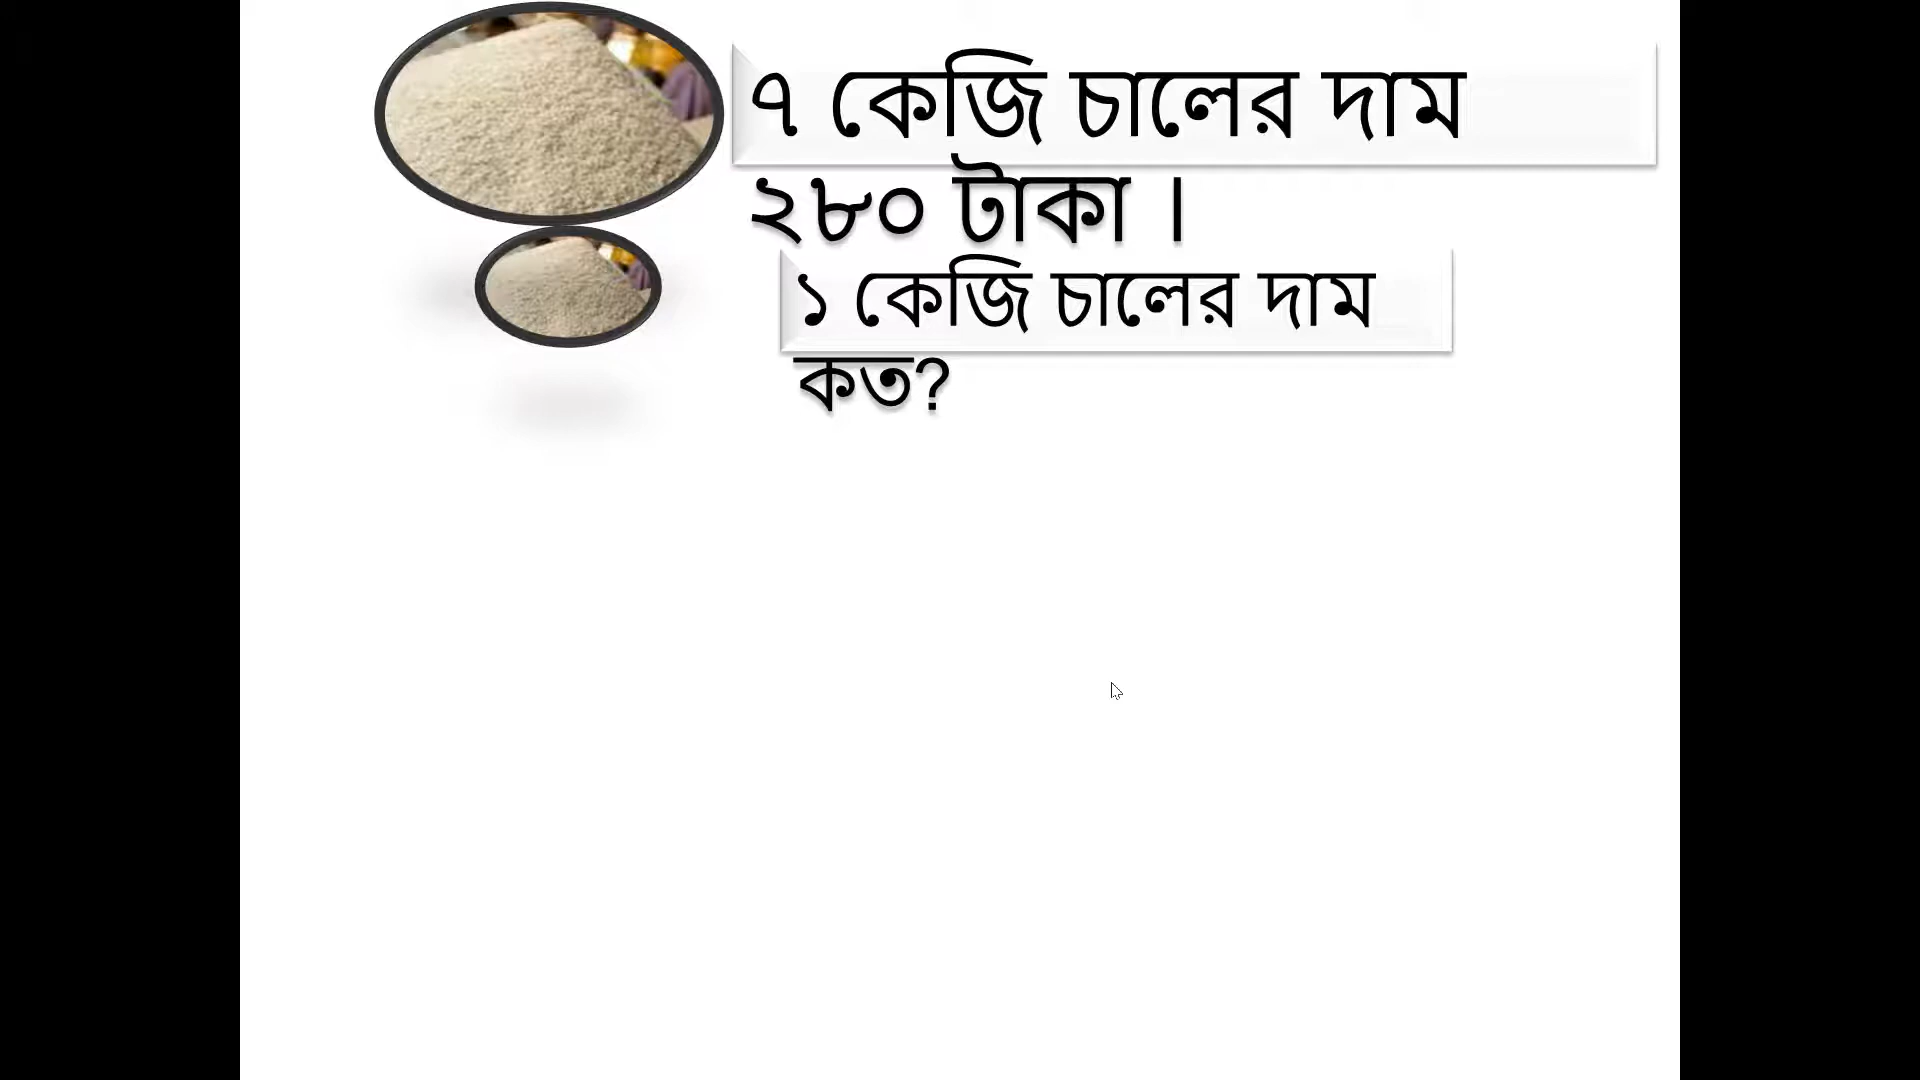 ৭ কেজি চালের দাম
২৮০ টাকা ।
১ কেজি চালের দাম
কত?